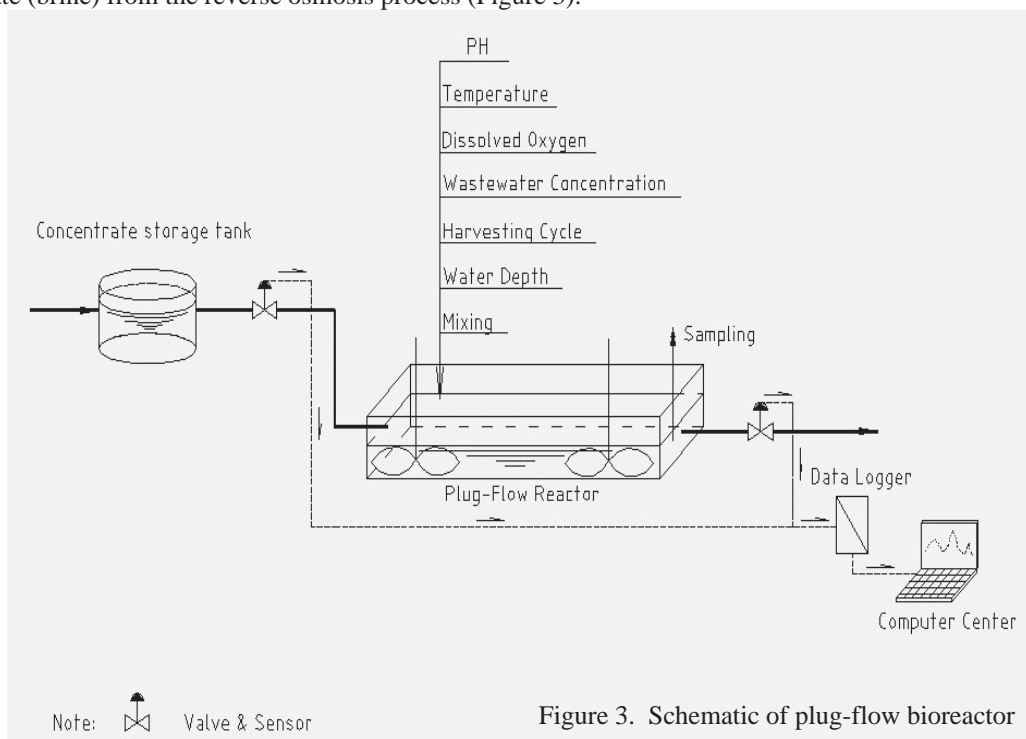 ate (brine) from the reverse osmosis process (Figure 3).
PH
Temperature
Dissolved Oxygen
Wastewater Concentration
Harvesting Cycle
Water Depth
Mixing
Concentrate storage tank
Sampling
Plug-Flow Reactor
Data Logger
Computer Center
Note: Valve & Sensor
Figure 3. Schematic of plug-flow bioreactor